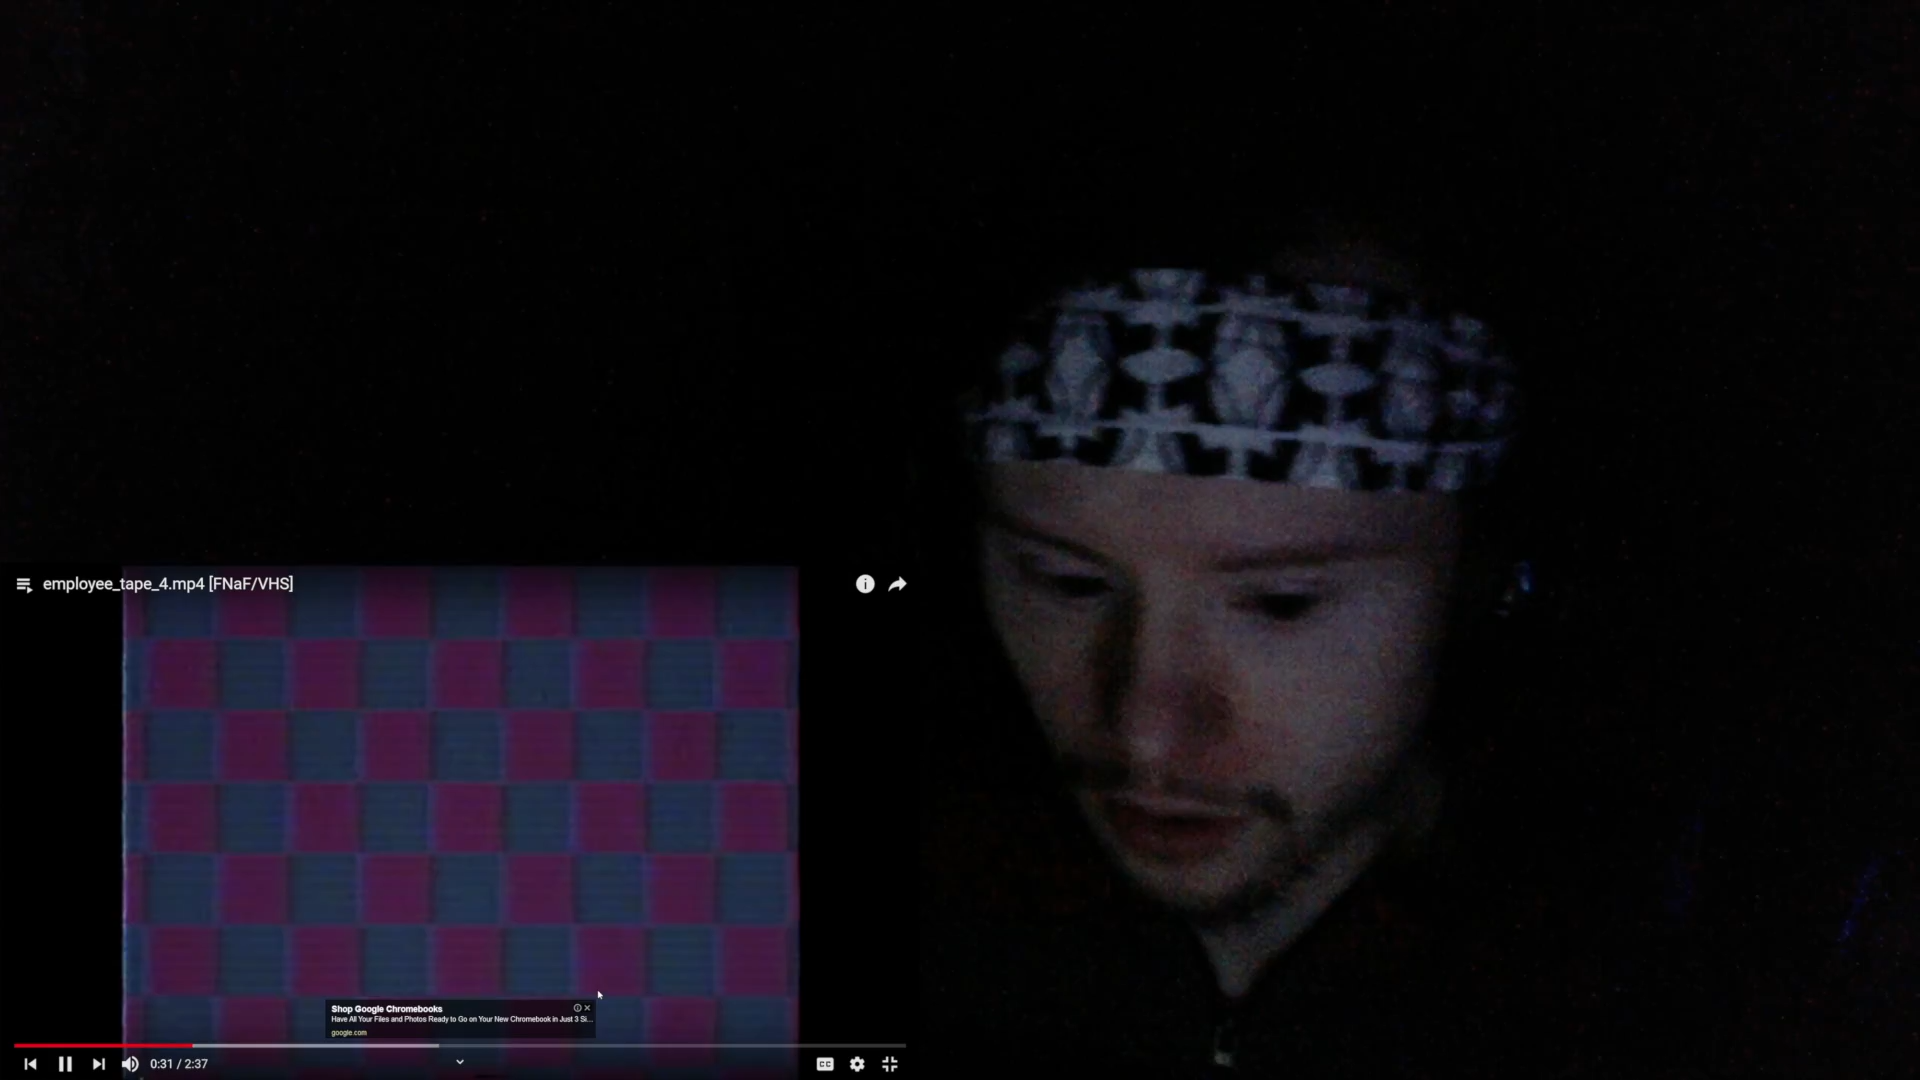 employee_tape_4.mp4 [FNaF/VHS]
Shop Google Chromebooks
Have All Your Files and Photos Ready to Go on Your New Chromebook in Just 3 Si...
google.com
0:31 / 2:37
CC